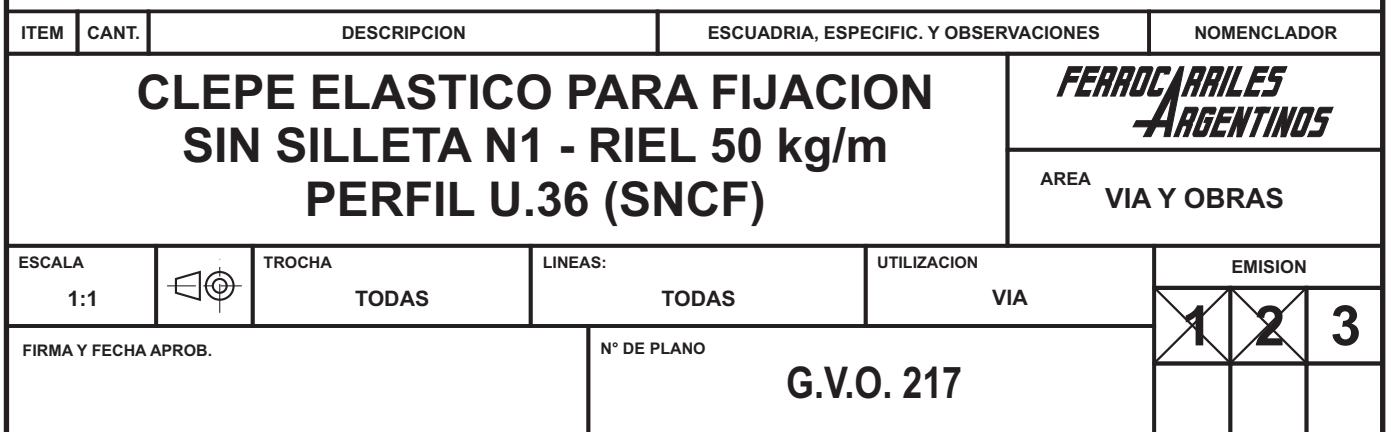 ITEM CANT. DESCRIPCION ESCUADRIA, ESPECIFIC. Y OBSERVACIONES NOMENCLADOR
CLEPE ELASTICO PARA FIJACION
SIN SILLETA N1 - RIEL 50 kg/m
PERFIL U.36 (SNCF)
FERROCARRILES
ARGENTINOS
AREA
VIA Y OBRAS
ESCALA
1:1
TROCHA
TODAS
LINEAS:
TODAS
UTILIZACION
VIA
EMISION
1 2 3
FIRMA Y FECHA APROB.
N° DE PLANO
G.V.O. 217